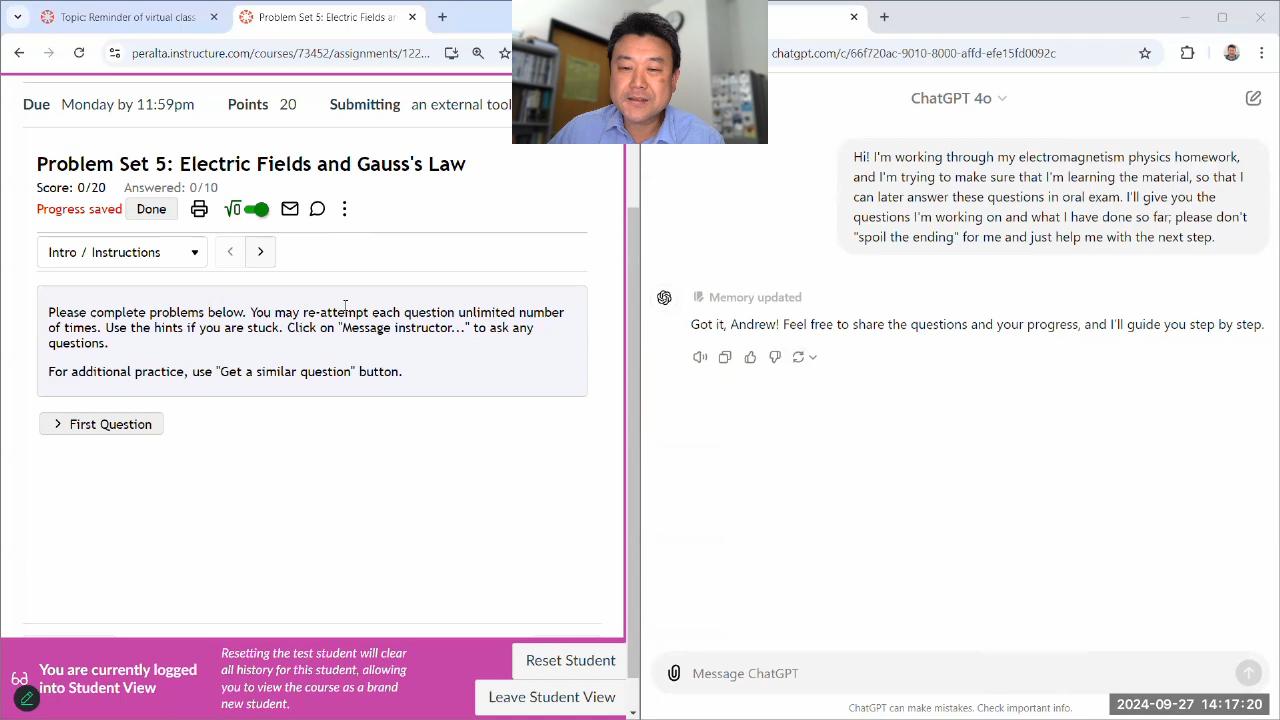 Topic: Reminder of virtual class
Problem Set 5: Electric Fields an
peralta.instructure.com/courses/73452/assignments/122...
chatgpt.com/c/66f720ac-9010-8000-affd-efe15fd0092c
Due Monday by 11:59pm Points 20 Submitting an external tool
Problem Set 5: Electric Fields and Gauss's Law
Score: 0/20 Answered: 0/10
Progress saved Done √0
Intro / Instructions
Please complete problems below. You may re-attempt each question unlimited number
of times. Use the hints if you are stuck. Click on "Message instructor..." to ask any
questions.
For additional practice, use "Get a similar question" button.
First Question
You are currently logged
into Student View
Resetting the test student will clear
all history for this student, allowing
you to view the course as a brand
new student.
Reset Student
Leave Student View
ChatGPT 4o
Hi! I'm working through my electromagnetism physics homework,
and I'm trying to make sure that I'm learning the material, so that I
can later answer these questions in oral exam. I'll give you the
questions I'm working on and what I have done so far; please don't
"spoil the ending" for me and just help me with the next step.
Memory updated
Got it, Andrew! Feel free to share the questions and your progress, and I'll guide you step by step.
Message ChatGPT
ChatGPT can make mistakes. Check important info.
2024-09-27 14:17:20